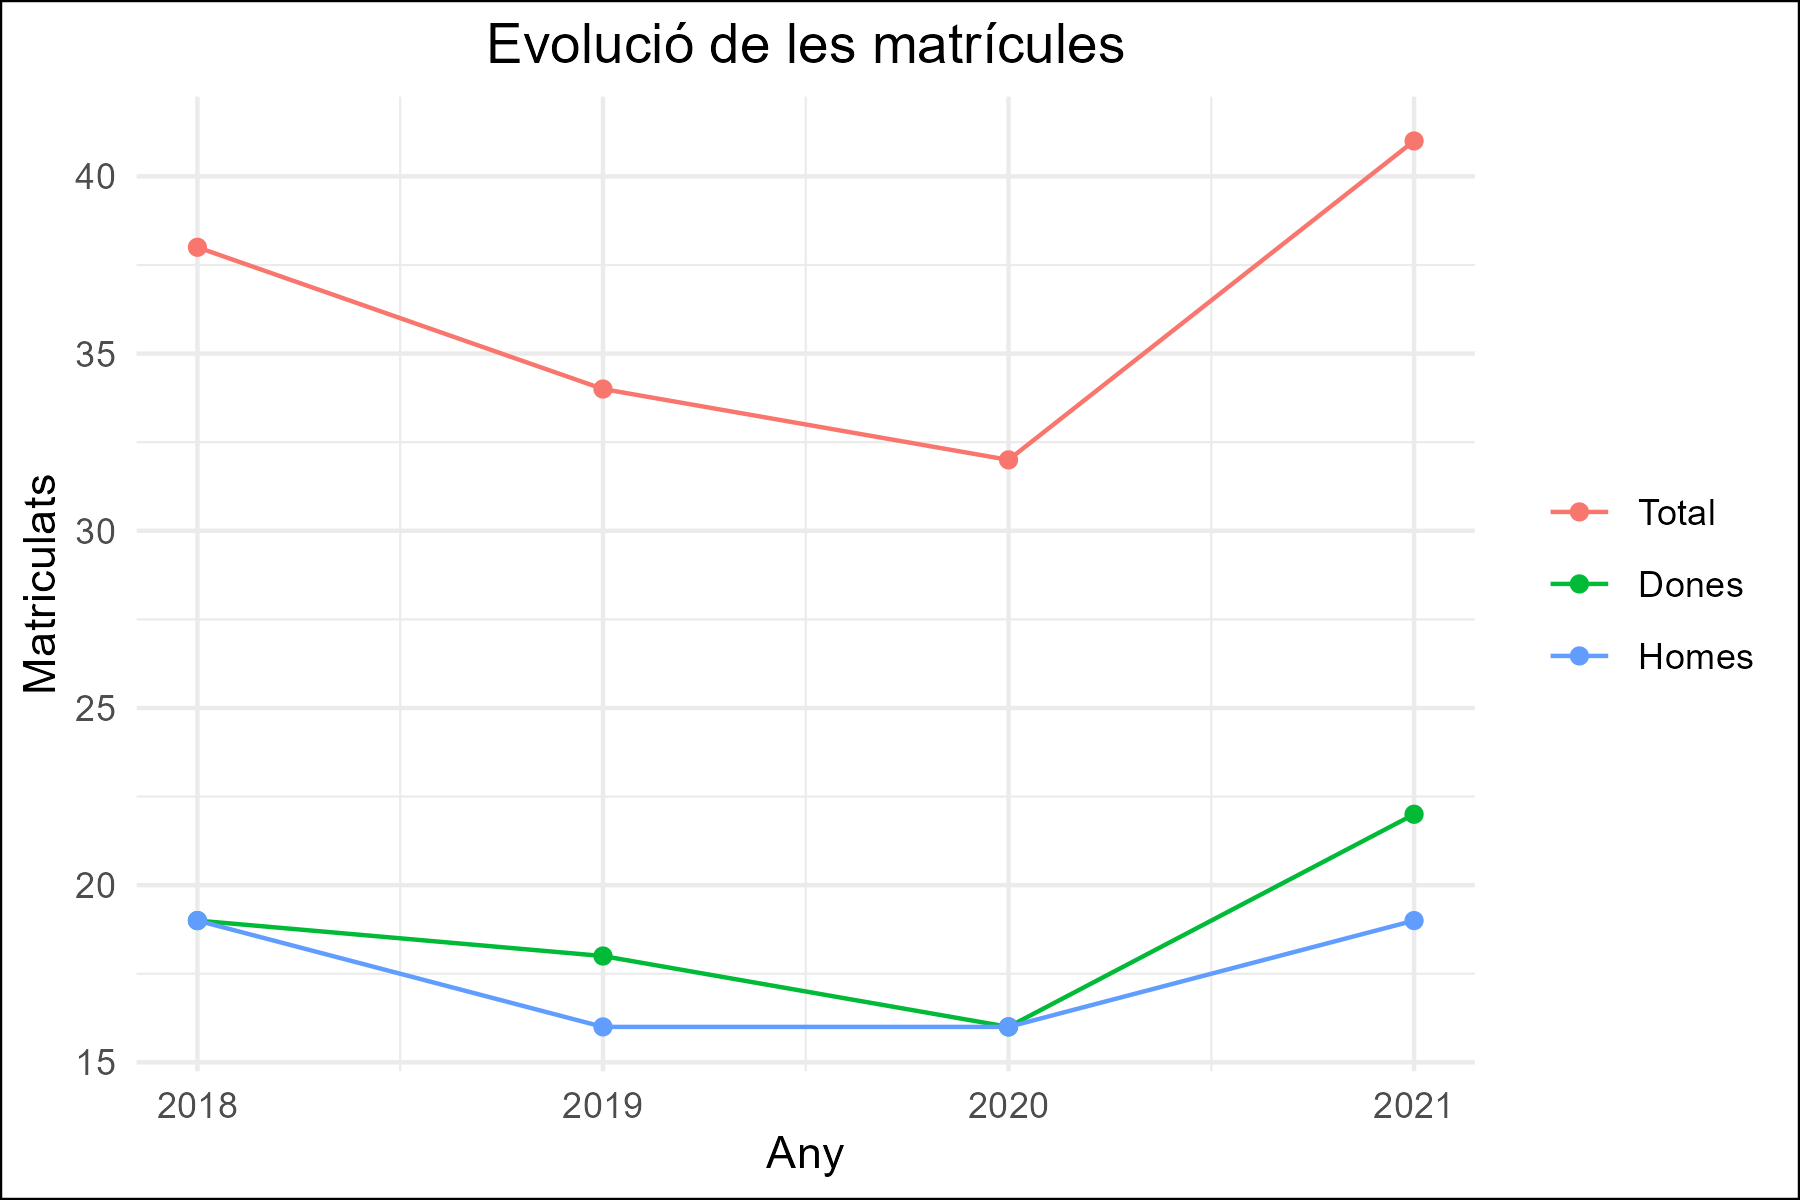 Evolució de les matrícules
40
35
30
25
20
15
Matriculats
2018 2019 2020 2021
Any
Total
Dones
Homes